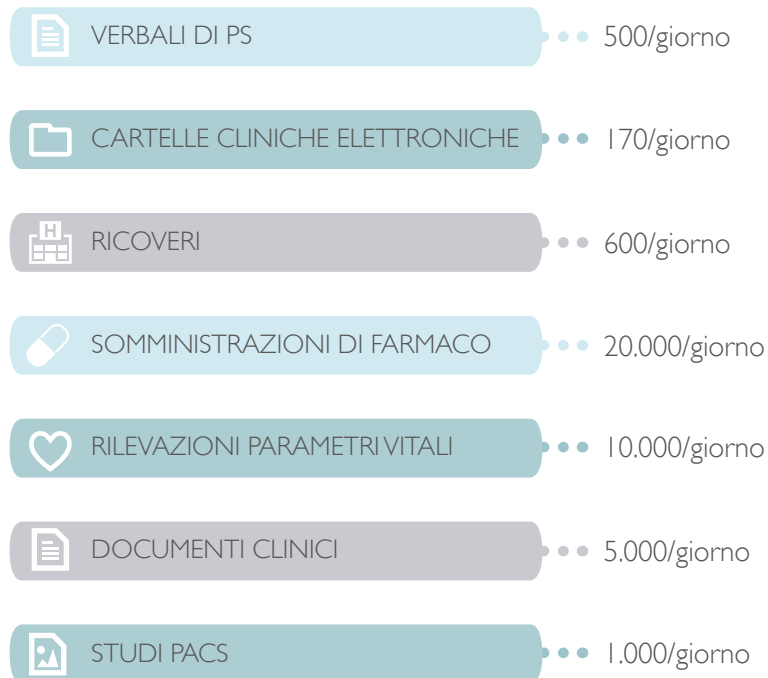 VERBALI DI PS 500/giorno
CARTELLE CLINICHE ELETTRONICHE 170/giorno
H
RICOVERI 600/giorno
SOMMINISTRAZIONI DI FARMACO 20.000/giorno
RILEVAZIONI PARAMETRI VITALI 10.000/giorno
DOCUMENTI CLINICI 5.000/giorno
STUDI PACS 1.000/giorno